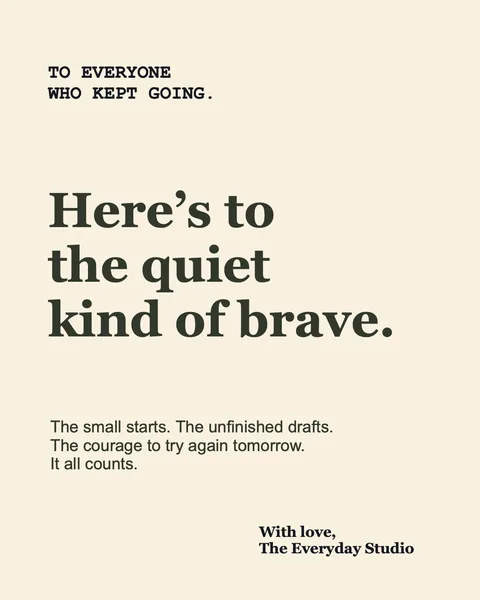 TO EVERYONE
WHO KEPT GOING.
Here’s to
the quiet
kind of brave.
The small starts. The unfinished drafts.
The courage to try again tomorrow.
It all counts.
With love,
The Everyday Studio